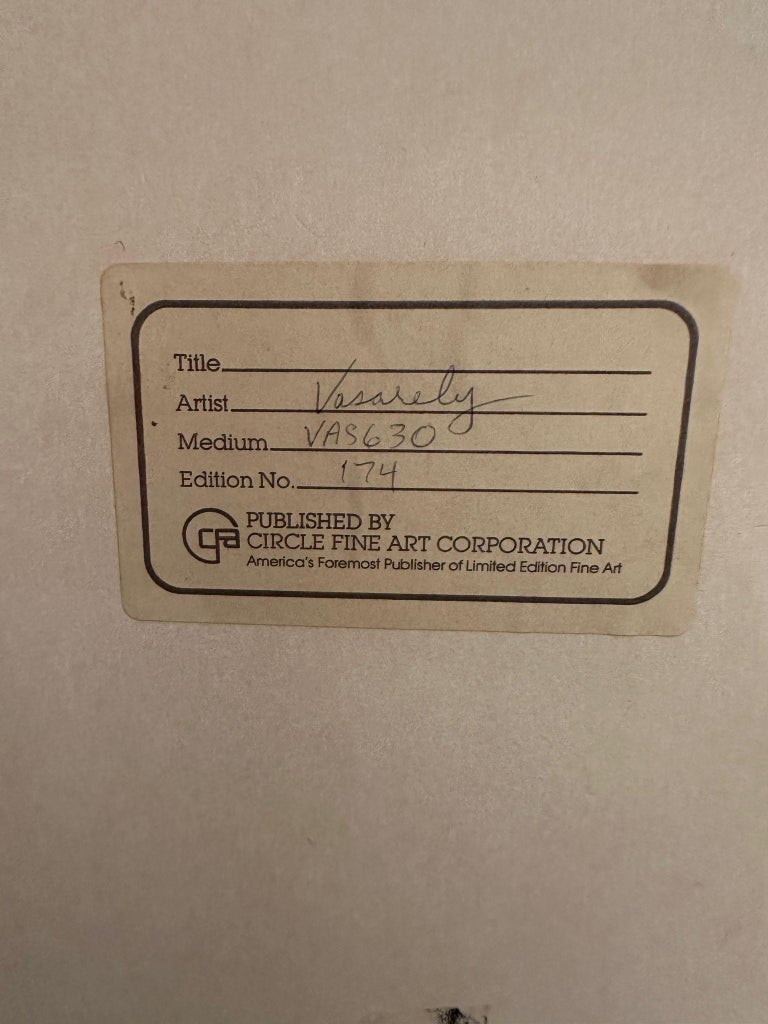 Title
Artist Vasarely
Medium VAS630
Edition No. 174
CFA PUBLISHED BY
CIRCLE FINE ART CORPORATION
America's Foremost Publisher of Limited Edition Fine Art